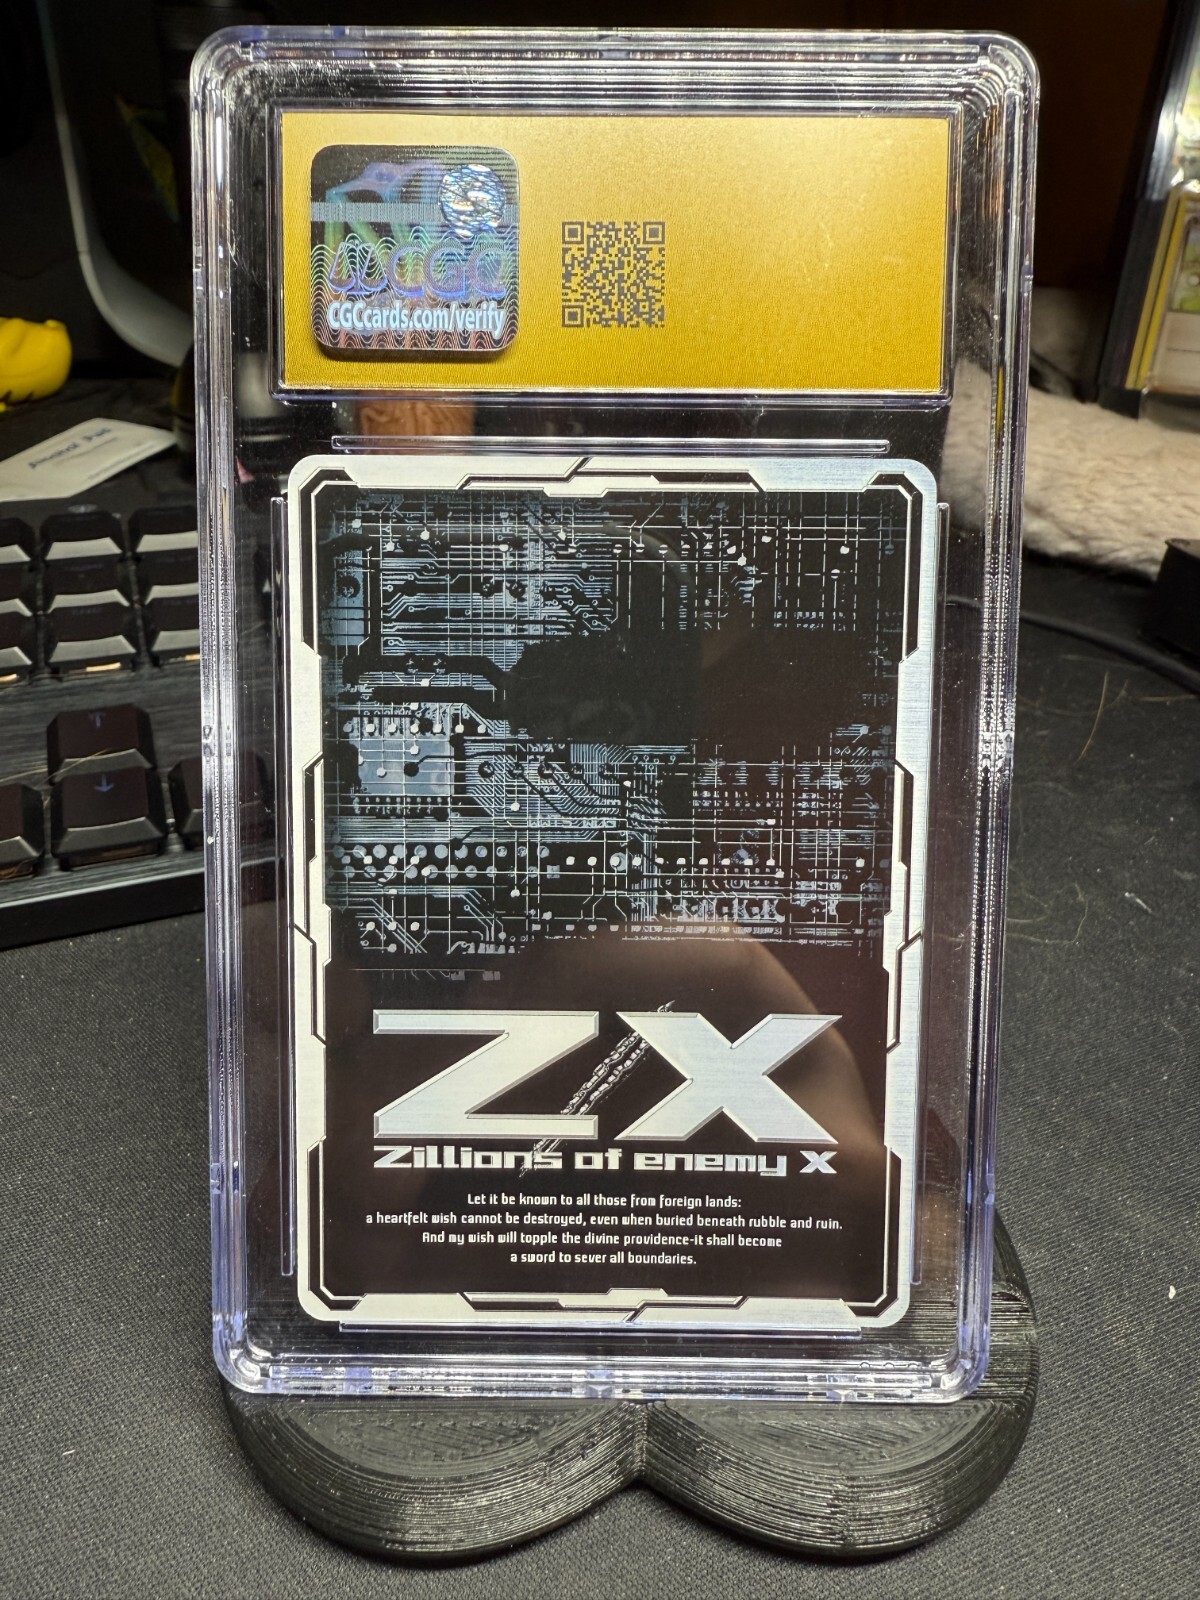 CGC
CGCcards.com/verify
Alcohol Pad
Z/X
Zillions of enemy X
Let it be known to all those from foreign lands:
a heartfelt wish cannot be destroyed, even when buried beneath rubble and ruin.
And my wish will topple the divine providence-it shall become
a sword to sever all boundaries.